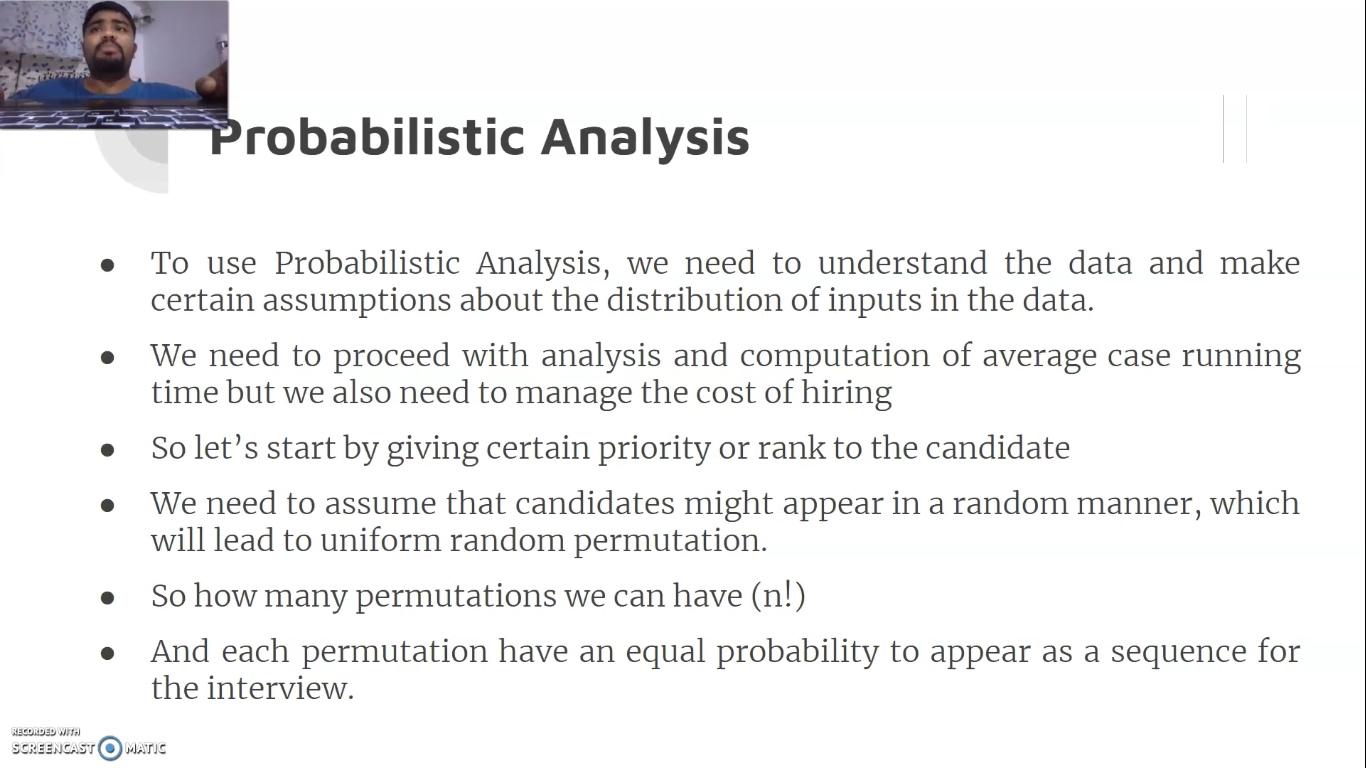 Probabilistic Analysis
● To use Probabilistic Analysis, we need to understand the data and make
certain assumptions about the distribution of inputs in the data.
● We need to proceed with analysis and computation of average case running
time but we also need to manage the cost of hiring
● So let’s start by giving certain priority or rank to the candidate
● We need to assume that candidates might appear in a random manner, which
will lead to uniform random permutation.
● So how many permutations we can have (n!)
● And each permutation have an equal probability to appear as a sequence for
the interview.
RECORDED WITH
SCREENCAST MATIC